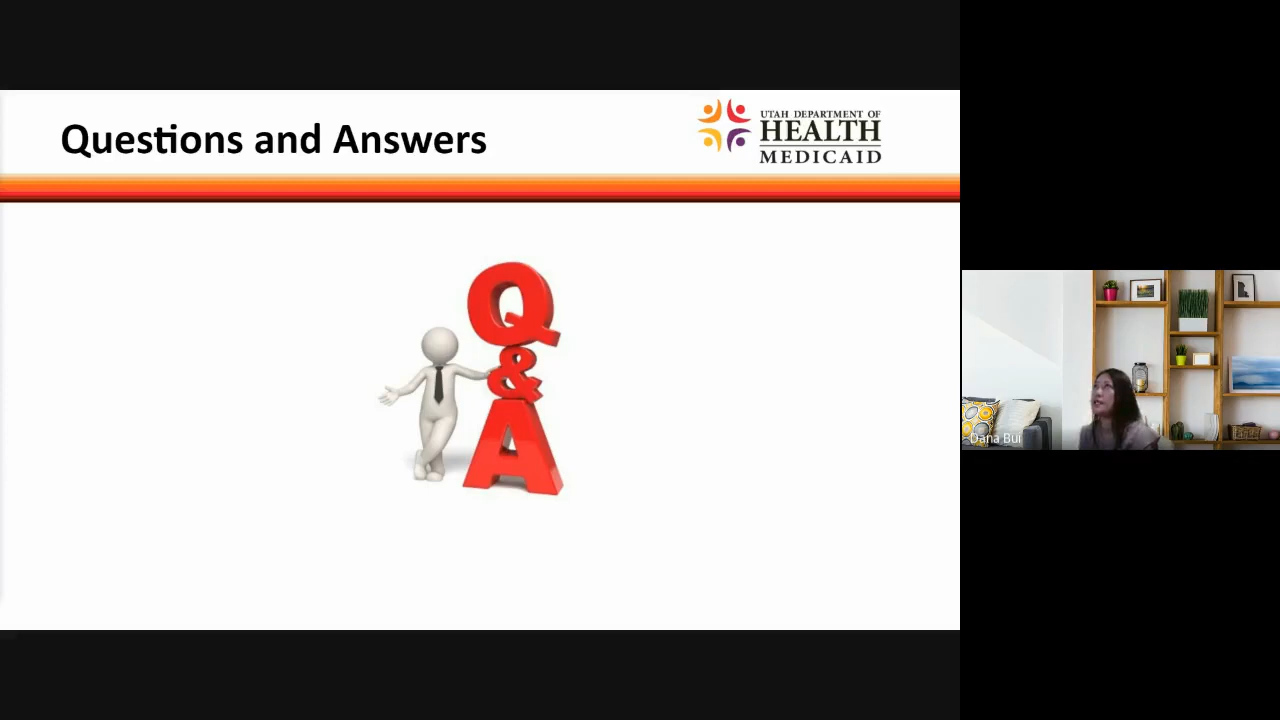 Questions and Answers
UTAH DEPARTMENT OF
HEALTH
MEDICAID
Q
&
A
Dana Bui